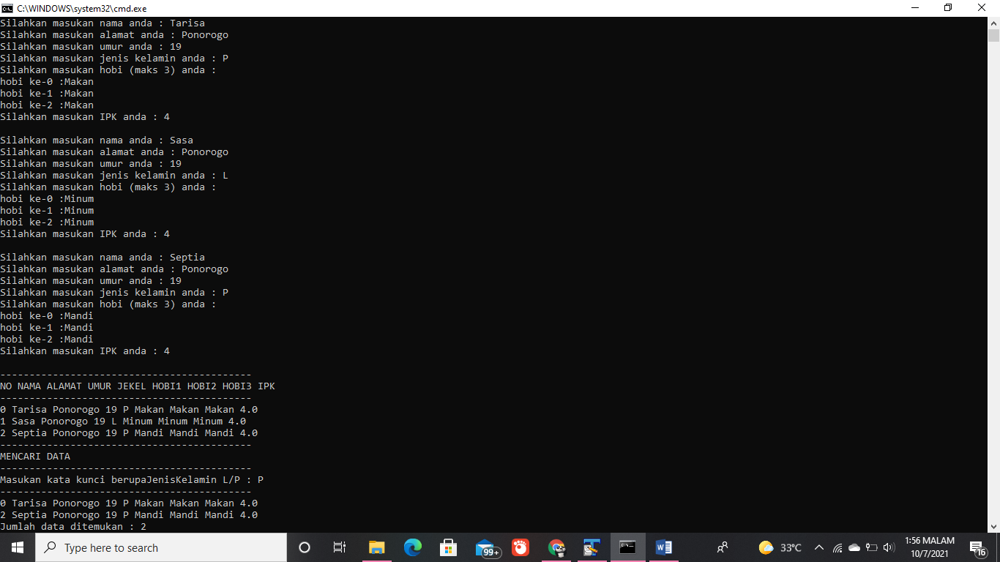 C:\WINDOWS\system32\cmd.exe
Silahkan masukan nama anda : Tarisa
Silahkan masukan alamat anda : Ponorogo
Silahkan masukan umur anda : 19
Silahkan masukan jenis kelamin anda : P
Silahkan masukan hobi (maks 3) anda :
hobi ke-0 :Makan
hobi ke-1 :Makan
hobi ke-2 :Makan
Silahkan masukan IPK anda : 4
Silahkan masukan nama anda : Sasa
Silahkan masukan alamat anda : Ponorogo
Silahkan masukan umur anda : 19
Silahkan masukan jenis kelamin anda : L
Silahkan masukan hobi (maks 3) anda :
hobi ke-0 :Minum
hobi ke-1 :Minum
hobi ke-2 :Minum
Silahkan masukan IPK anda : 4
Silahkan masukan nama anda : Septia
Silahkan masukan alamat anda : Ponorogo
Silahkan masukan umur anda : 19
Silahkan masukan jenis kelamin anda : P
Silahkan masukan hobi (maks 3) anda :
hobi ke-0 :Mandi
hobi ke-1 :Mandi
hobi ke-2 :Mandi
Silahkan masukan IPK anda : 4
-------------------------------------------
NO NAMA ALAMAT UMUR JEKEL HOBI1 HOBI2 HOBI3 IPK
-------------------------------------------
0 Tarisa Ponorogo 19 P Makan Makan Makan 4.0
1 Sasa Ponorogo 19 L Minum Minum Minum 4.0
2 Septia Ponorogo 19 P Mandi Mandi Mandi 4.0
-------------------------------------------
MENCARI DATA
-------------------------------------------
Masukan kata kunci berupaJenisKelamin L/P : P
-------------------------------------------
0 Tarisa Ponorogo 19 P Makan Makan Makan 4.0
2 Septia Ponorogo 19 P Mandi Mandi Mandi 4.0
Jumlah data ditemukan : 2
Type here to search
99+
33°C
1:56 MALAM
10/7/2021
16